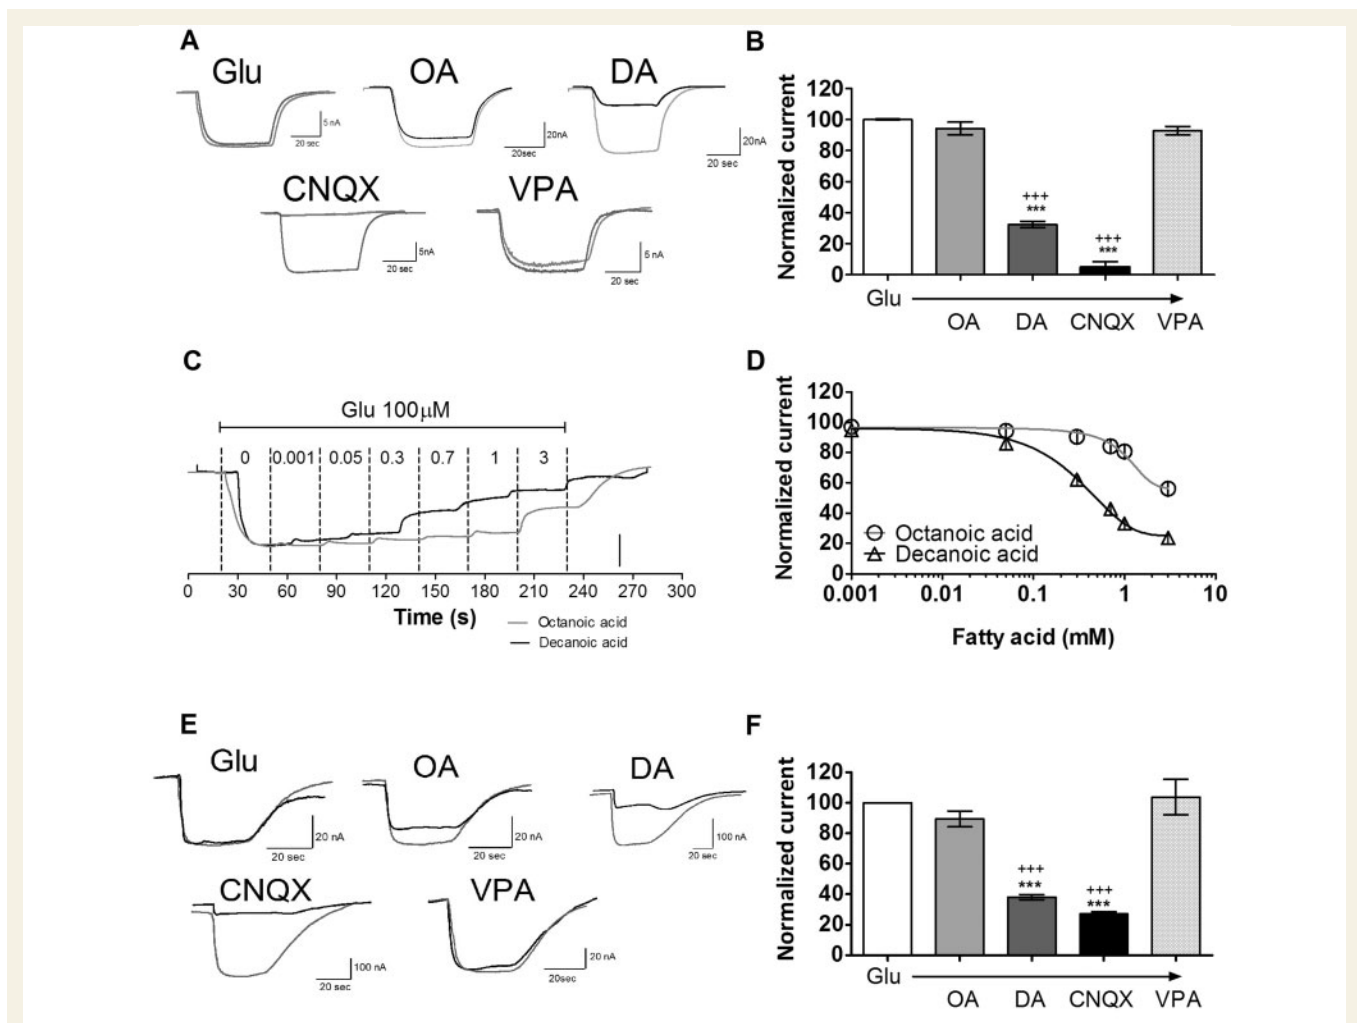 A
Glu
OA
DA
5 nA
20 sec
20nA
20sec
20nA
20 sec
CNQX
VPA
5nA
20 sec
5 nA
20 sec
B
Normalized current
120
100
80
60
40
20
0
+++
***
+++
***
Glu
OA
DA
CNQX
VPA
C
Glu 100μM
0
0.001
0.05
0.3
0.7
1
3
0
30
60
90
120
150
180
210
240
270
300
Time (s)
Octanoic acid
Decanoic acid
D
Normalized current
120
100
80
60
40
20
0
Octanoic acid
Decanoic acid
0.001
0.01
0.1
1
10
Fatty acid (mM)
E
Glu
OA
DA
20 nA
20 sec
20 nA
20 sec
100 nA
20 sec
CNQX
VPA
100 nA
20 sec
20 nA
20sec
F
Normalized current
120
100
80
60
40
20
0
+++
***
+++
***
Glu
OA
DA
CNQX
VPA